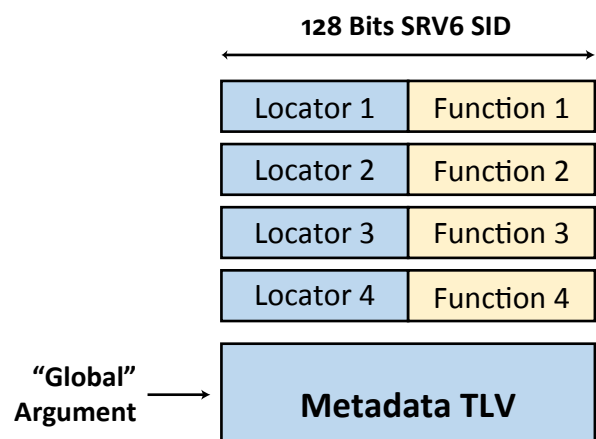 128 Bits SRV6 SID
Locator 1 Function 1
Locator 2 Function 2
Locator 3 Function 3
Locator 4 Function 4
“Global”
Argument
Metadata TLV